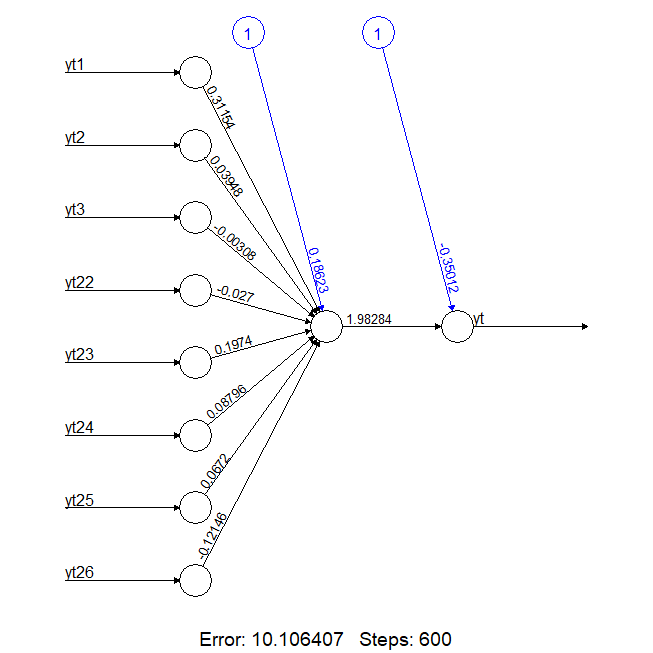 1 1
yt1
0.31154
yt2
0.03948
yt3
-0.00308
yt22
-0.027
0.18623
-0.35012
1.98284
yt
yt23
0.1974
yt24
0.08796
yt25
0.0672
yt26
-0.12146
Error: 10.106407 Steps: 600